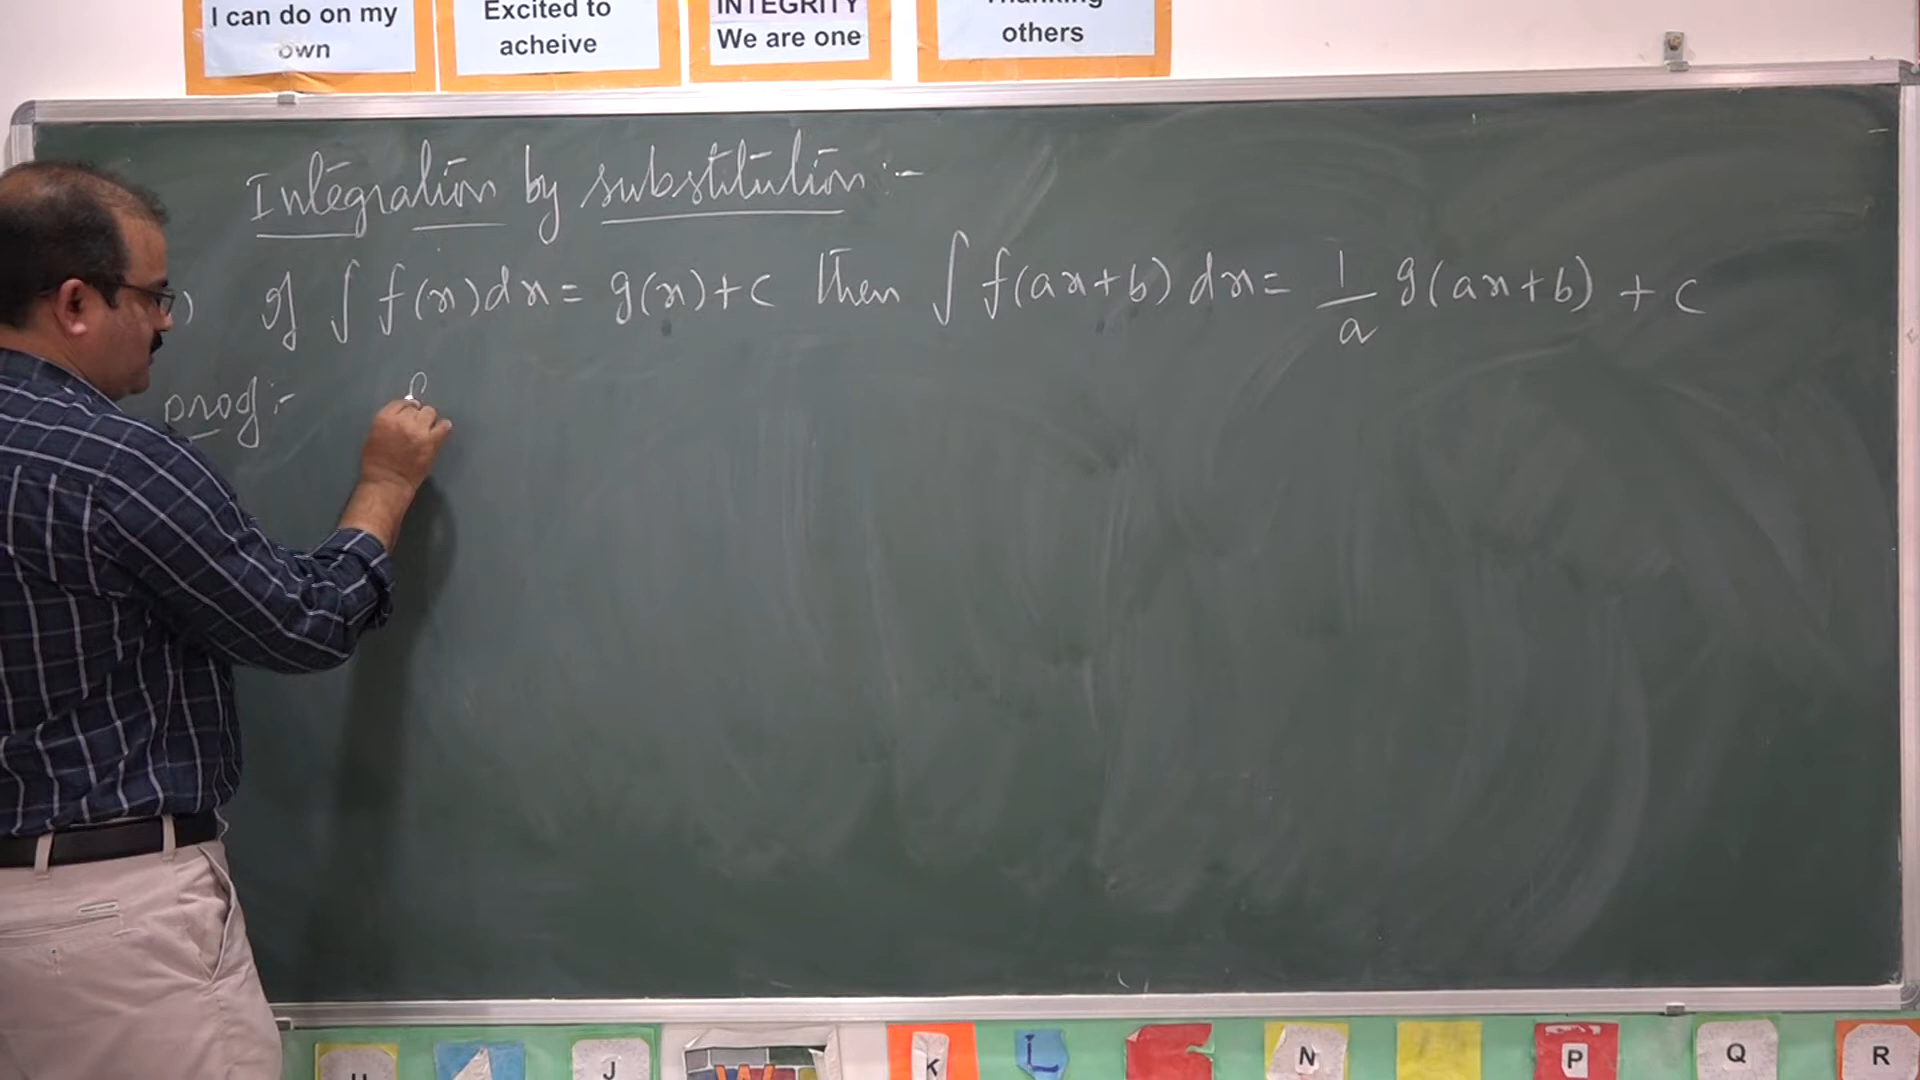 I can do on my
own
Excited to
acheive
INTEGRITY
We are one
Thanking
others
Integration by substitution :-
) If ∫ f(x)dx = g(x)+c then ∫ f(ax+b) dx = 1/a g(ax+b) + c
proof :-
J
W
K
L
N
P
Q
R